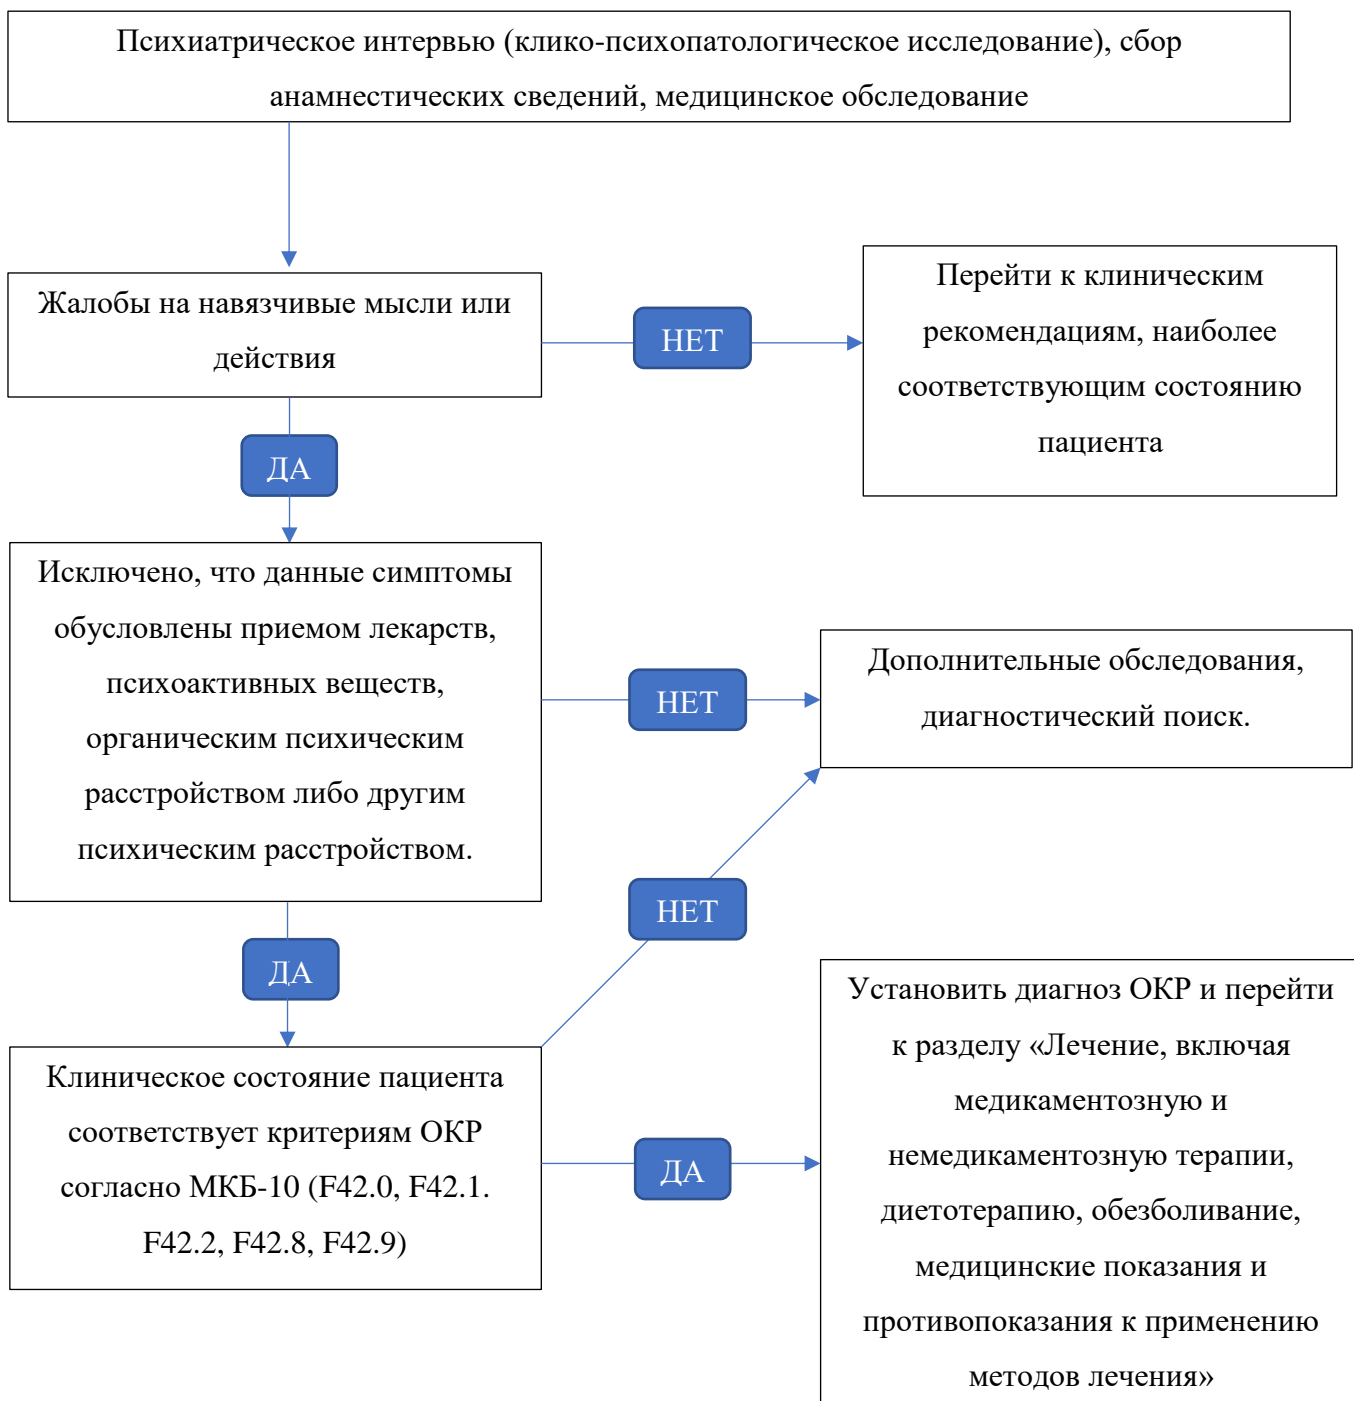 Психиатрическое интервью (клико-психопатологическое исследование), сбор
анамнестических сведений, медицинское обследование
Жалобы на навязчивые мысли или
действия
НЕТ
Перейти к клиническим
рекомендациям, наиболее
соответствующим состоянию
пациента
ДА
Исключено, что данные симптомы
обусловлены приемом лекарств,
психоактивных веществ,
органическим психическим
расстройством либо другим
психическим расстройством.
НЕТ
Дополнительные обследования,
диагностический поиск.
НЕТ
ДА
Клиническое состояние пациента
соответствует критериям ОКР
согласно МКБ-10 (F42.0, F42.1.
F42.2, F42.8, F42.9)
ДА
Установить диагноз ОКР и перейти
к разделу «Лечение, включая
медикаментозную и
немедикаментозную терапии,
диетотерапию, обезболивание,
медицинские показания и
противопоказания к применению
методов лечения»